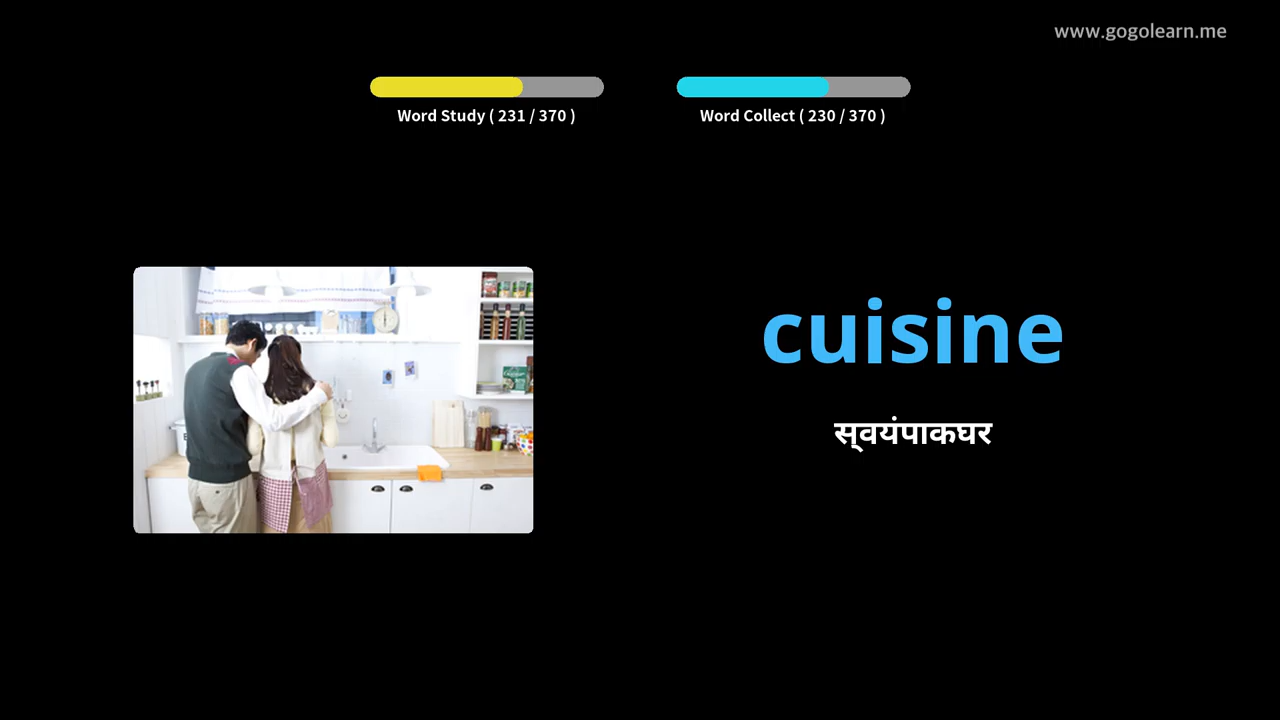 www.gogolearn.me
Word Study ( 231 / 370 )
Word Collect ( 230 / 370 )
cuisine
स्वयंपाकघर